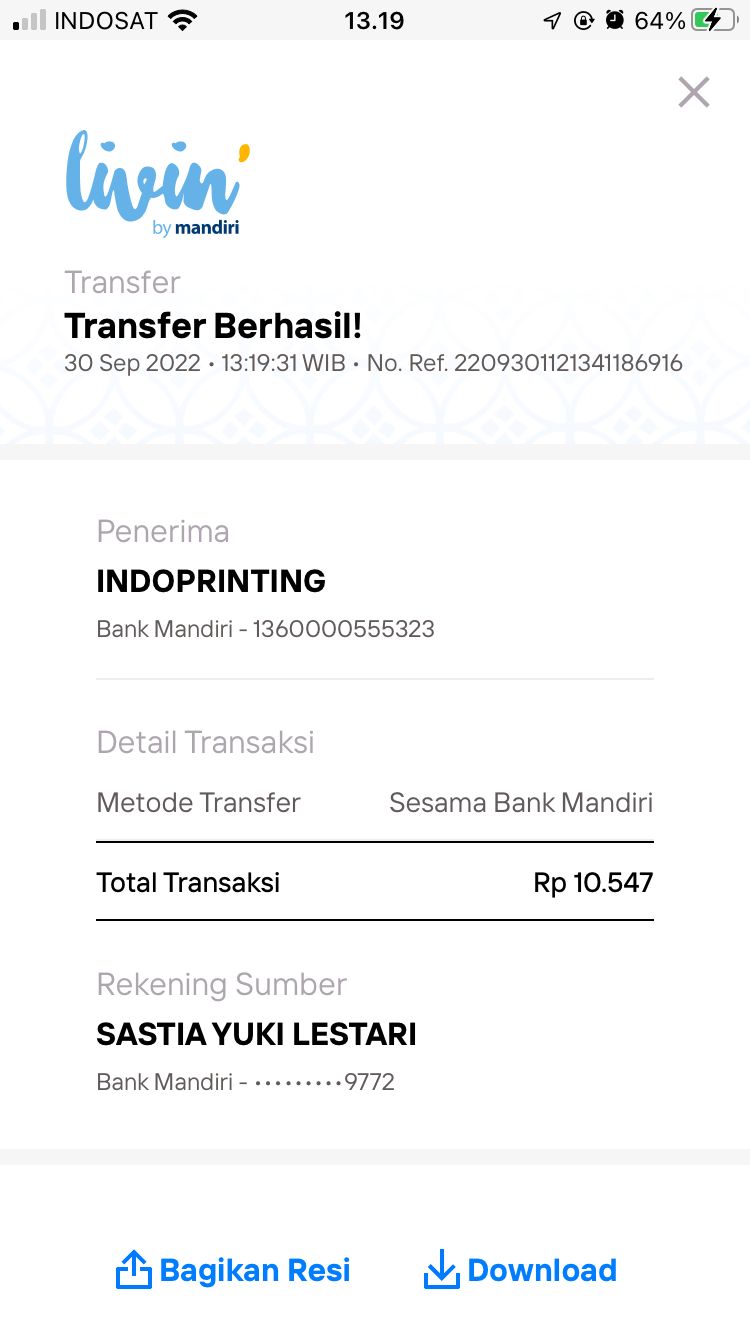 INDOSAT 13.19 64%
livin'
by mandiri
Transfer
Transfer Berhasil!
30 Sep 2022 • 13:19:31 WIB • No. Ref. 2209301121341186916
Penerima
INDOPRINTING
Bank Mandiri - 1360000555323
Detail Transaksi
Metode Transfer Sesama Bank Mandiri
Total Transaksi Rp 10.547
Rekening Sumber
SASTIA YUKI LESTARI
Bank Mandiri - •••••••••9772
Bagikan Resi Download